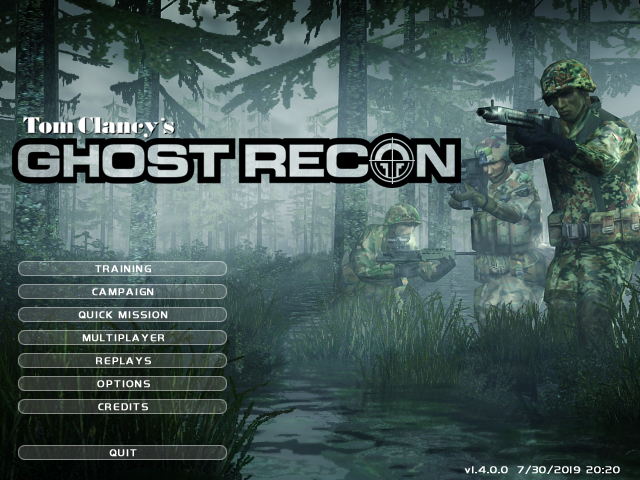 Tom Clancy's
GHOST RECON
TRAINING
CAMPAIGN
QUICK MISSION
MULTIPLAYER
REPLAYS
OPTIONS
CREDITS
QUIT
v1.4.0.0 7/30/2019 20:20